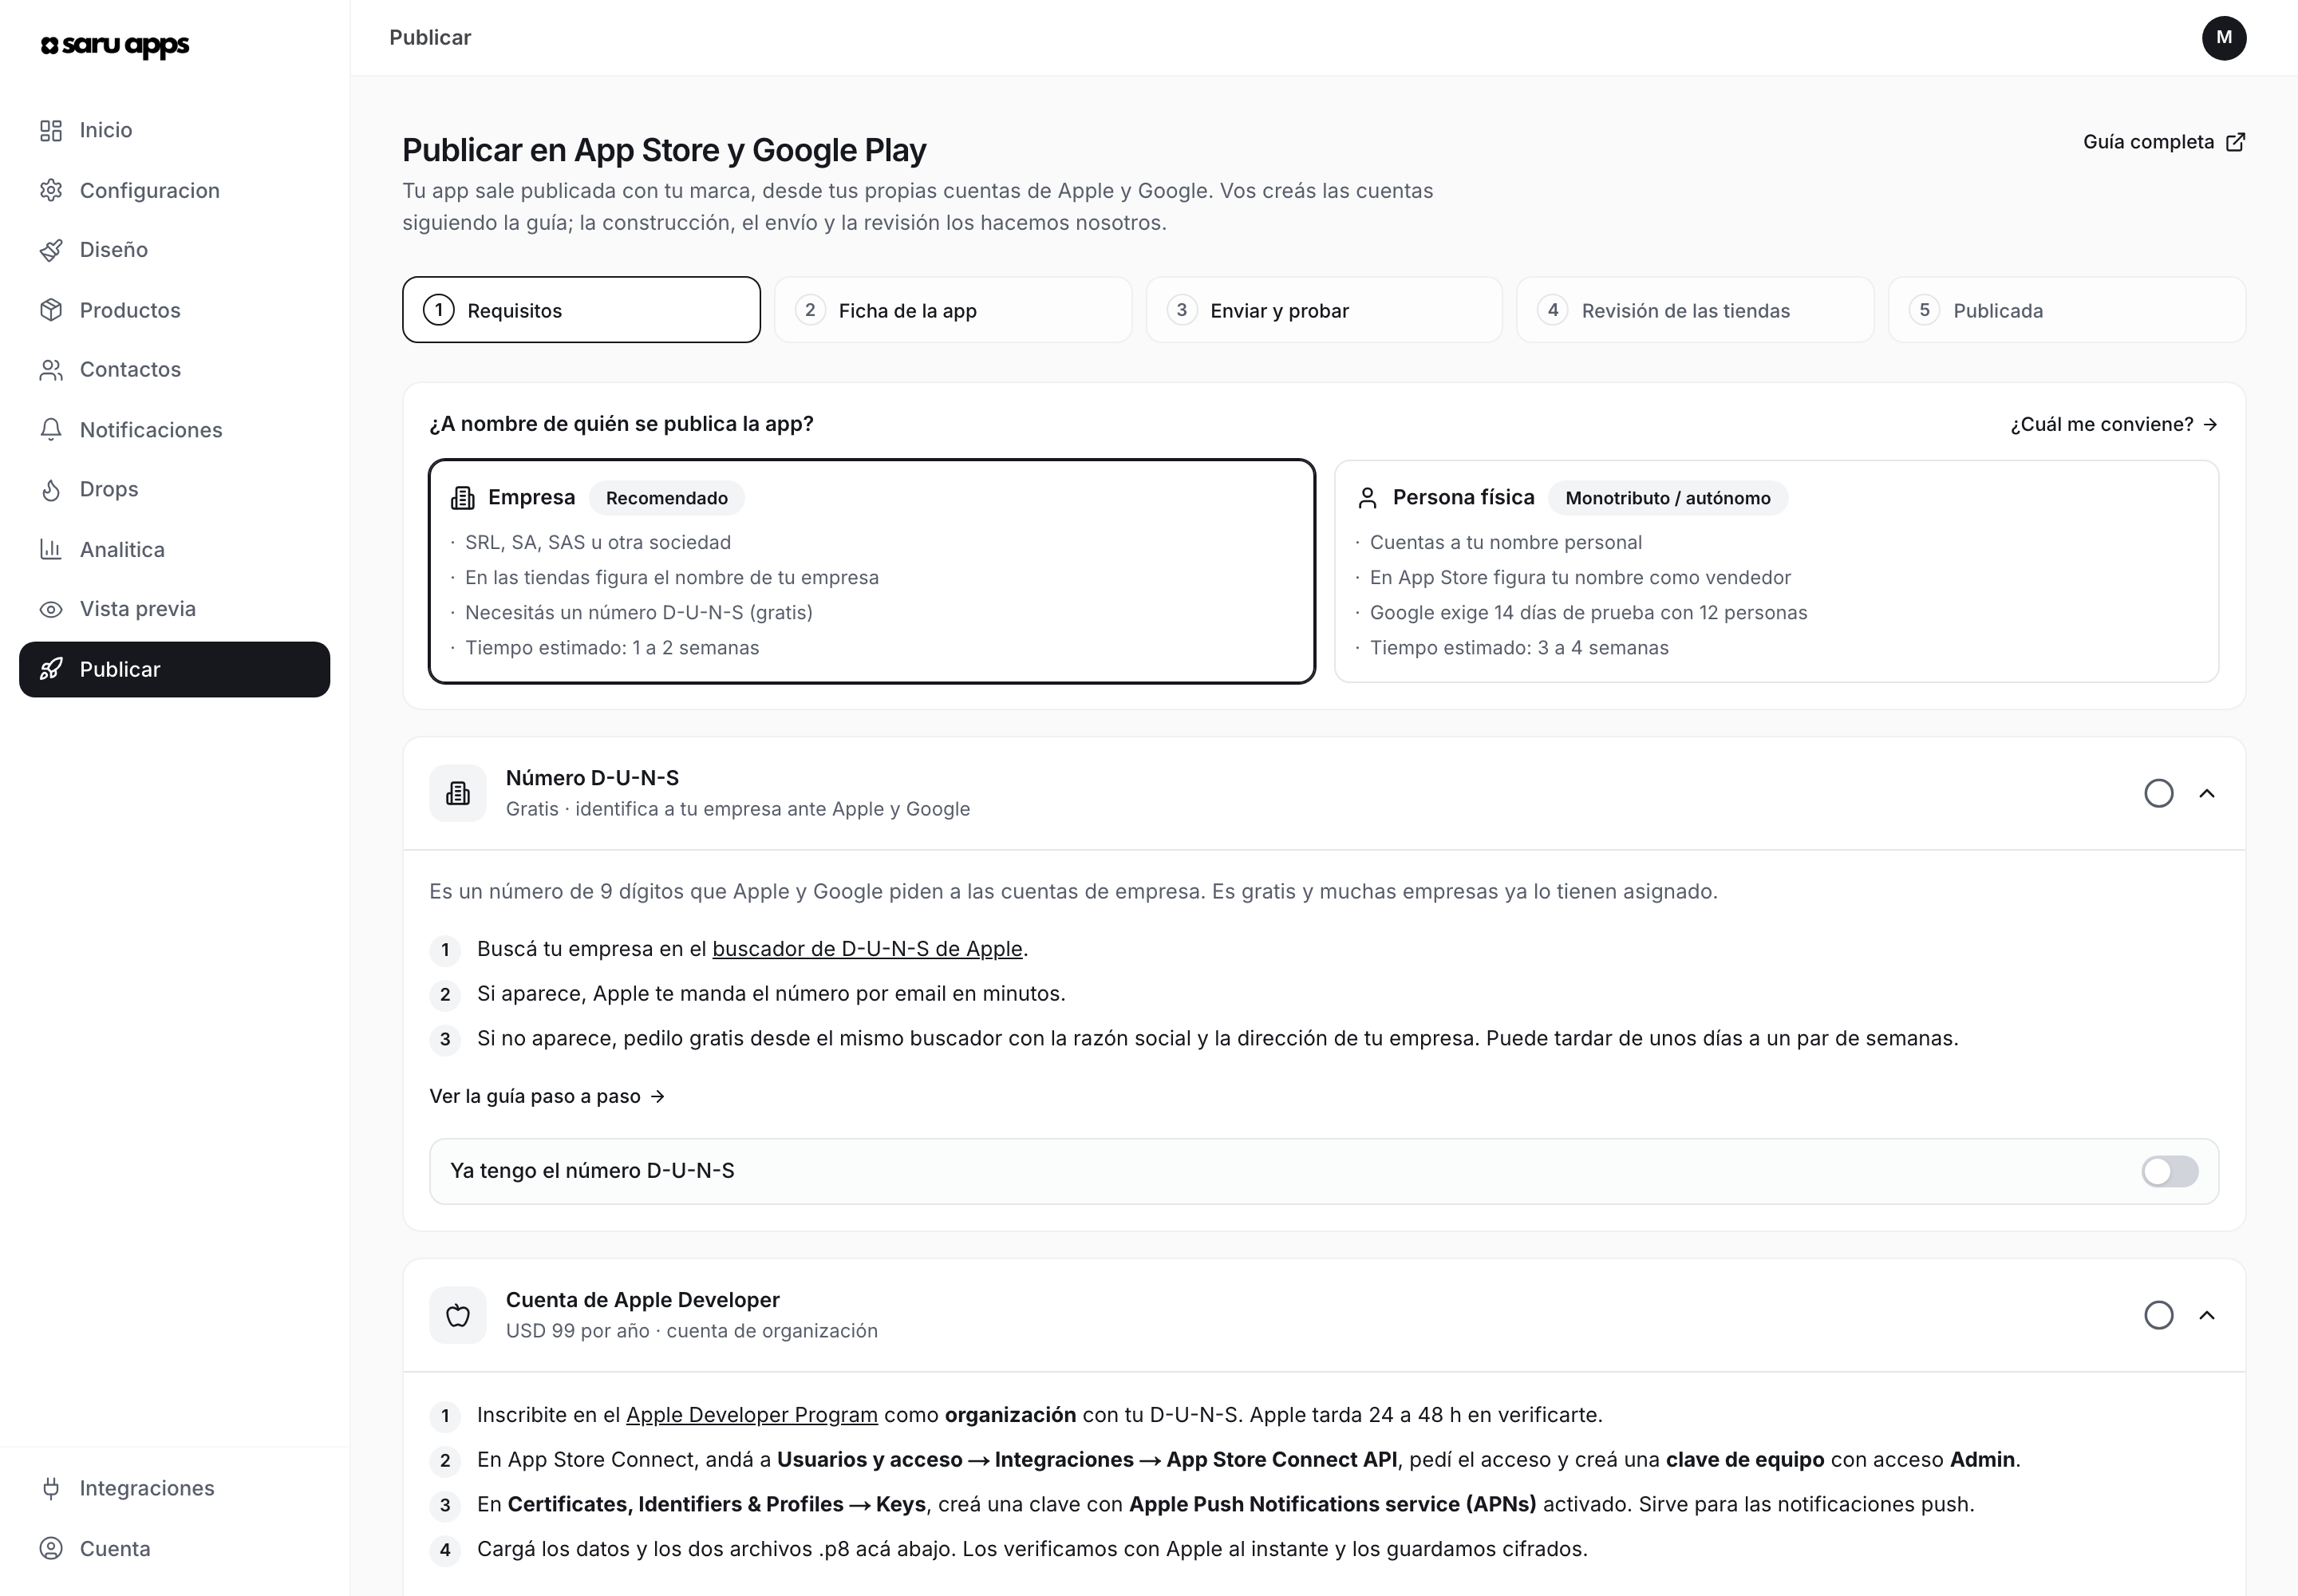 saru apps
Inicio
Configuracion
Diseño
Productos
Contactos
Notificaciones
Drops
Analitica
Vista previa
Publicar
Integraciones
Cuenta
Publicar
M
Publicar en App Store y Google Play
Guía completa
Tu app sale publicada con tu marca, desde tus propias cuentas de Apple y Google. Vos creás las cuentas
siguiendo la guía; la construcción, el envío y la revisión los hacemos nosotros.
1 Requisitos
2 Ficha de la app
3 Enviar y probar
4 Revisión de las tiendas
5 Publicada
¿A nombre de quién se publica la app?
¿Cuál me conviene? →
Empresa Recomendado
· SRL, SA, SAS u otra sociedad
· En las tiendas figura el nombre de tu empresa
· Necesitás un número D-U-N-S (gratis)
· Tiempo estimado: 1 a 2 semanas
Persona física Monotributo / autónomo
· Cuentas a tu nombre personal
· En App Store figura tu nombre como vendedor
· Google exige 14 días de prueba con 12 personas
· Tiempo estimado: 3 a 4 semanas
Número D-U-N-S
Gratis · identifica a tu empresa ante Apple y Google
Es un número de 9 dígitos que Apple y Google piden a las cuentas de empresa. Es gratis y muchas empresas ya lo tienen asignado.
1 Buscá tu empresa en el buscador de D-U-N-S de Apple.
2 Si aparece, Apple te manda el número por email en minutos.
3 Si no aparece, pedilo gratis desde el mismo buscador con la razón social y la dirección de tu empresa. Puede tardar de unos días a un par de semanas.
Ver la guía paso a paso →
Ya tengo el número D-U-N-S
Cuenta de Apple Developer
USD 99 por año · cuenta de organización
1 Inscribite en el Apple Developer Program como organización con tu D-U-N-S. Apple tarda 24 a 48 h en verificarte.
2 En App Store Connect, andá a Usuarios y acceso → Integraciones → App Store Connect API, pedí el acceso y creá una clave de equipo con acceso Admin.
3 En Certificates, Identifiers & Profiles → Keys, creá una clave con Apple Push Notifications service (APNs) activado. Sirve para las notificaciones push.
4 Cargá los datos y los dos archivos .p8 acá abajo. Los verificamos con Apple al instante y los guardamos cifrados.